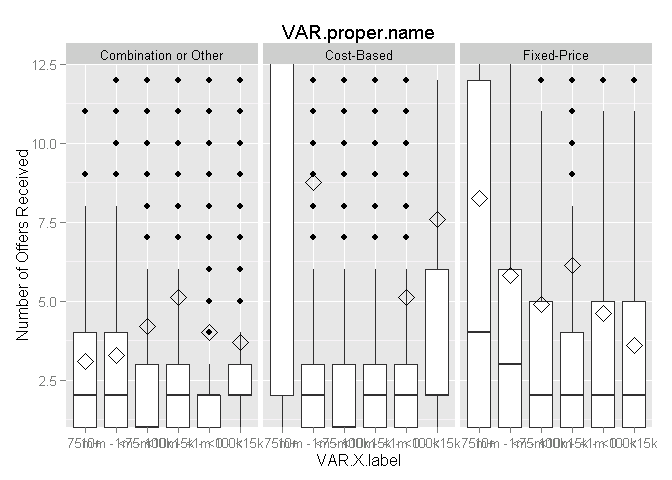 VAR.proper.name
Combination or Other
Cost-Based
Fixed-Price
12.5
10.0
7.5
5.0
2.5
Number of Offers Received
VAR.X.label